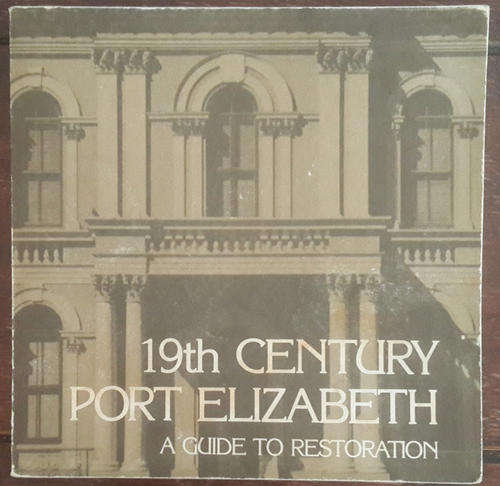 19th CENTURY
PORT ELIZABETH
A GUIDE TO RESTORATION